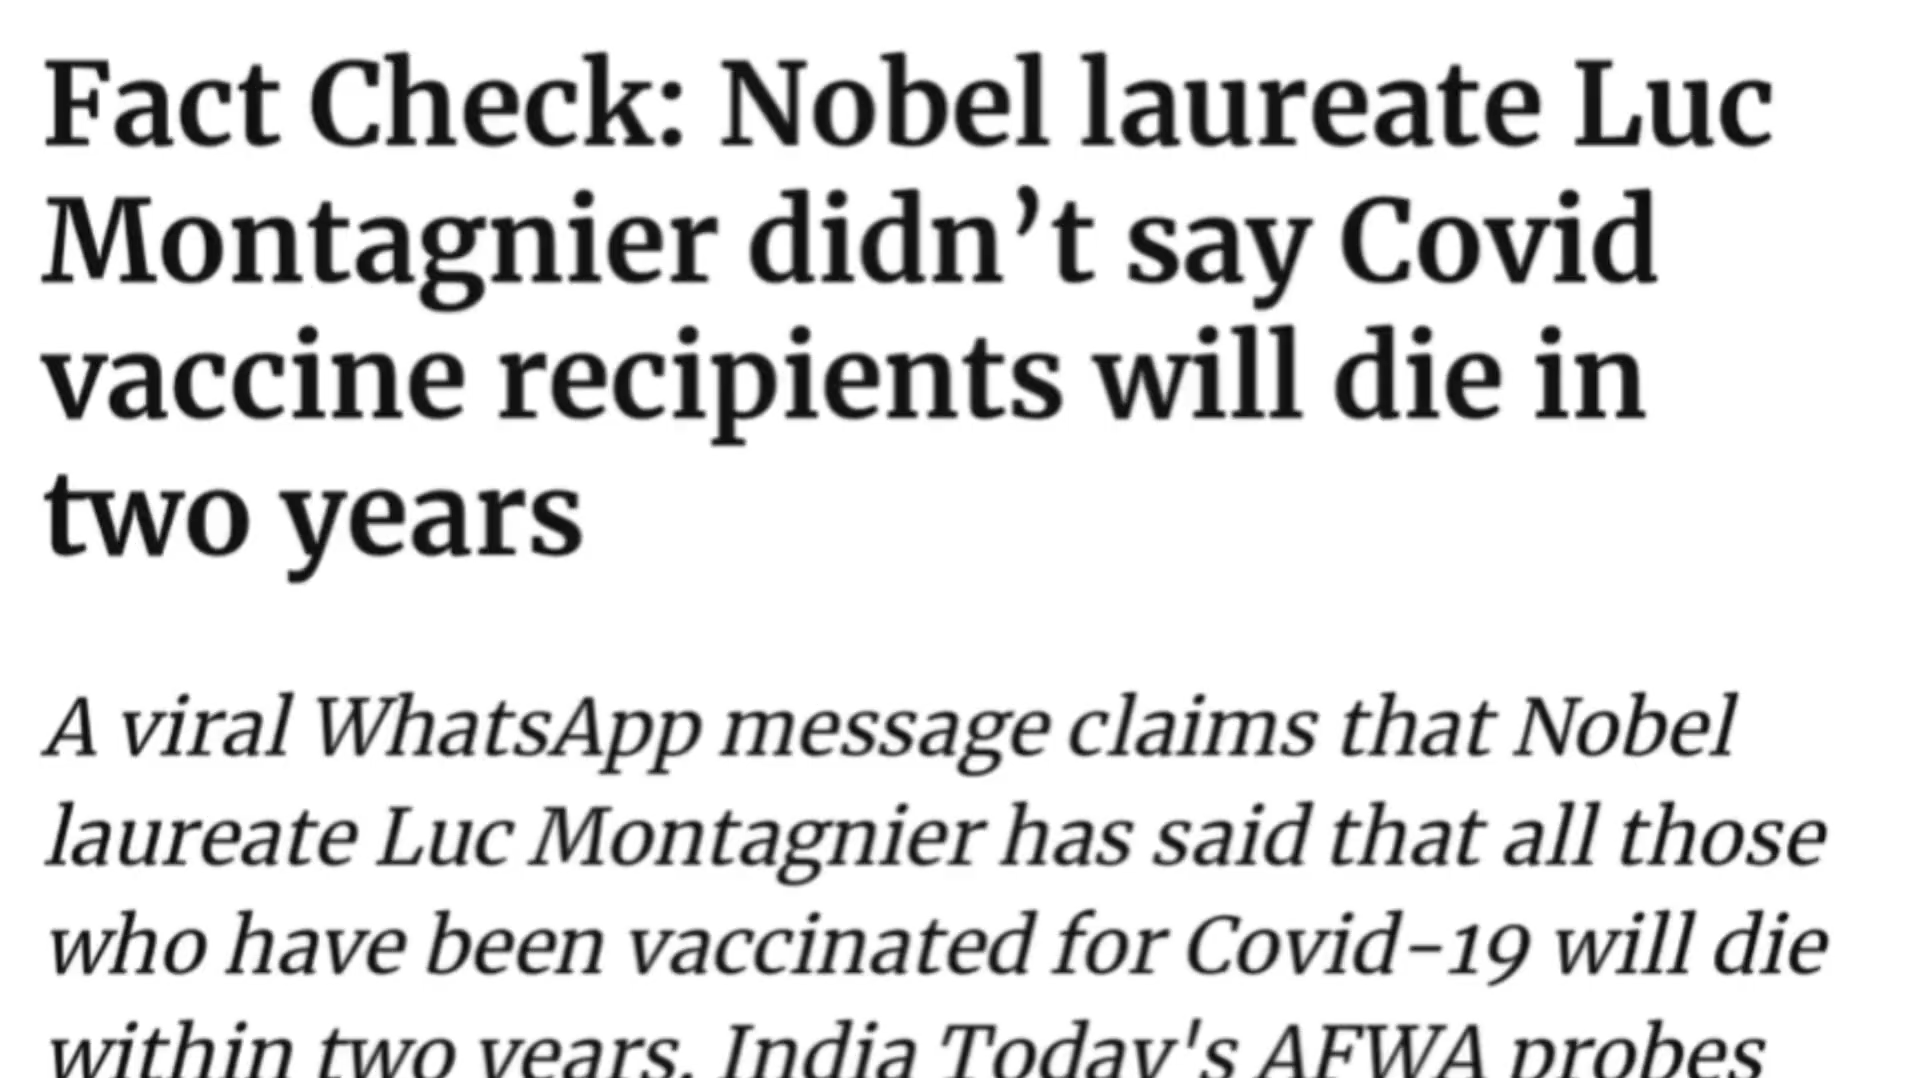 Fact Check: Nobel laureate Luc
Montagnier didn’t say Covid
vaccine recipients will die in
two years
A viral WhatsApp message claims that Nobel
laureate Luc Montagnier has said that all those
who have been vaccinated for Covid-19 will die
within two years. India Today's AFWA probes